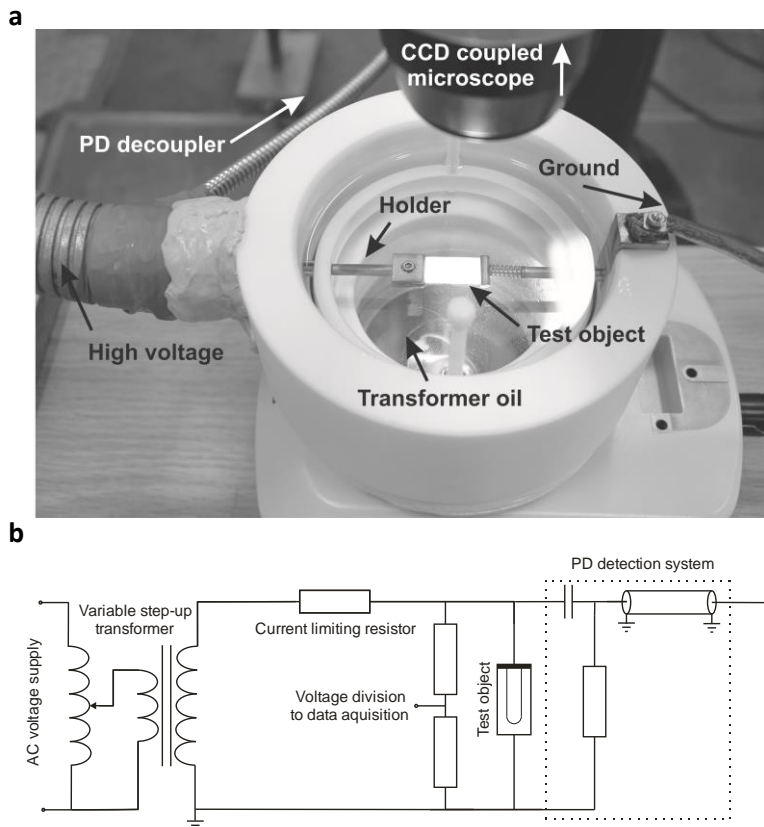 a
CCD coupled
microscope
PD decoupler
Ground
Holder
High voltage
Test object
Transformer oil
b
PD detection system
Variable step-up
transformer
Current limiting resistor
AC voltage supply
Voltage division
to data aquisition
Test object